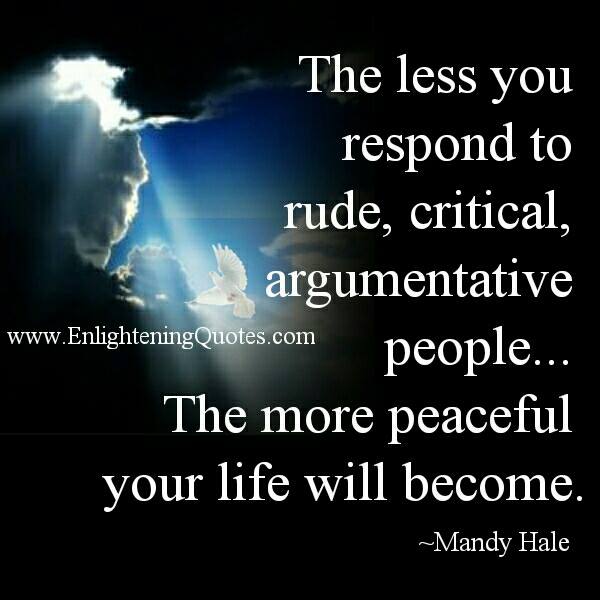 The less you
respond to
rude, critical,
argumentative
www.EnlighteningQuotes.com
people...
The more peaceful
your life will become.
~Mandy Hale